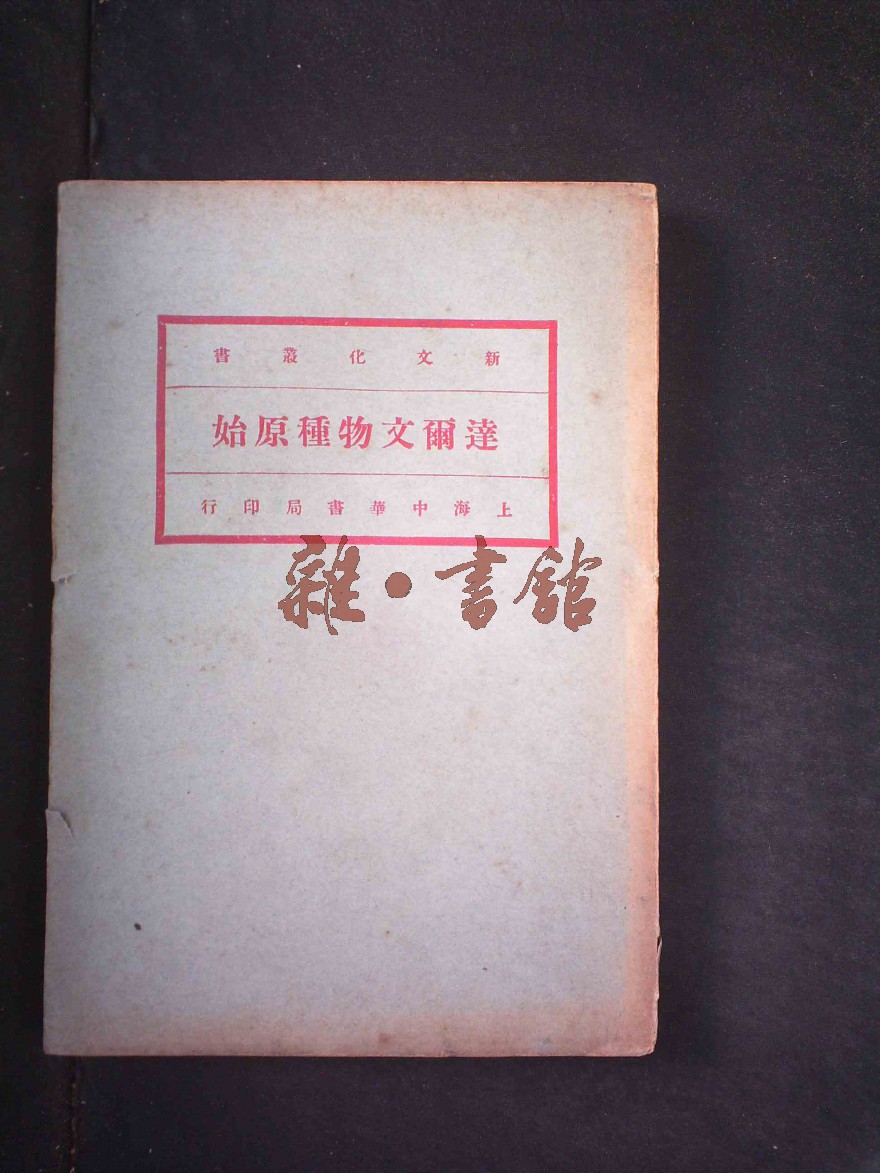 新文化叢書
達爾文物種原始
上海中華書局印行
雜·書館